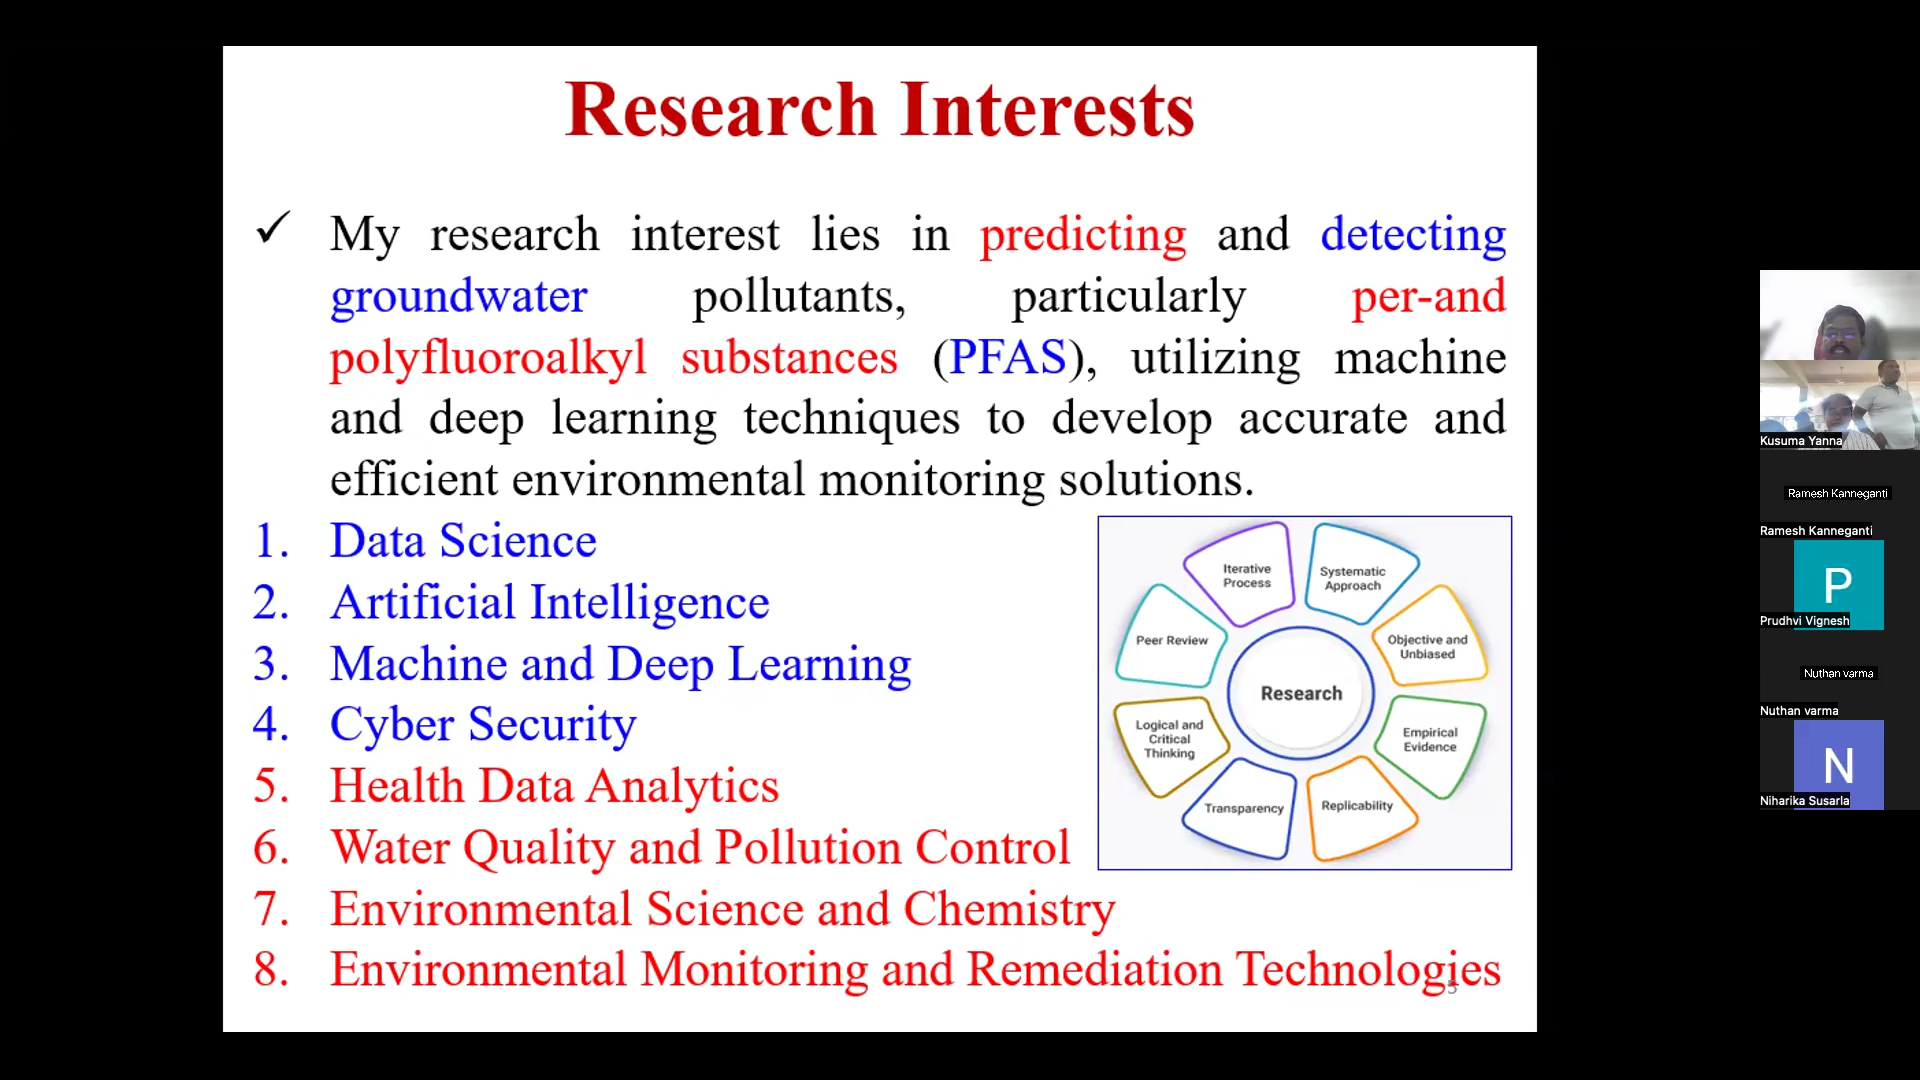 Research Interests
✓ My research interest lies in predicting and detecting
groundwater pollutants, particularly per-and
polyfluoroalkyl substances (PFAS), utilizing machine
and deep learning techniques to develop accurate and
efficient environmental monitoring solutions.
1. Data Science
2. Artificial Intelligence
3. Machine and Deep Learning
4. Cyber Security
5. Health Data Analytics
6. Water Quality and Pollution Control
7. Environmental Science and Chemistry
8. Environmental Monitoring and Remediation Technologies
5
Iterative
Process
Systematic
Approach
Peer Review
Objective and
Unbiased
Research
Logical and
Critical
Thinking
Empirical
Evidence
Transparency
Replicability
Kusuma Yanna
Ramesh Kanneganti
Ramesh Kanneganti
P
Prudhvi Vignesh
Nuthan varma
Nuthan varma
N
Niharika Susarla